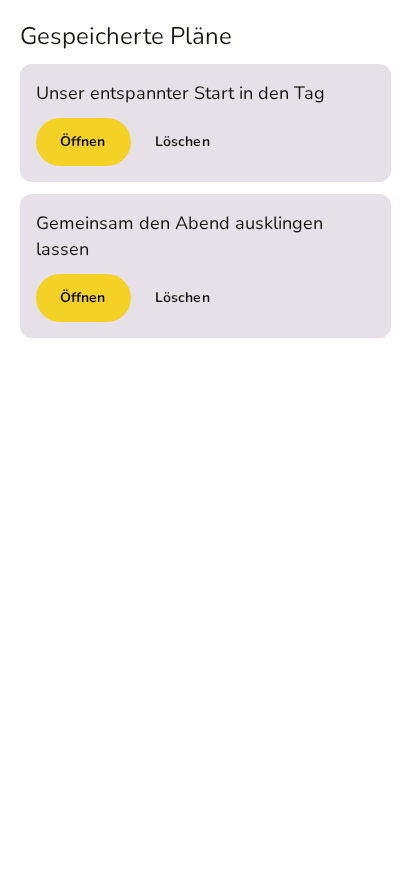 Gespeicherte Pläne
Unser entspannter Start in den Tag
Öffnen Löschen
Gemeinsam den Abend ausklingen
lassen
Öffnen Löschen